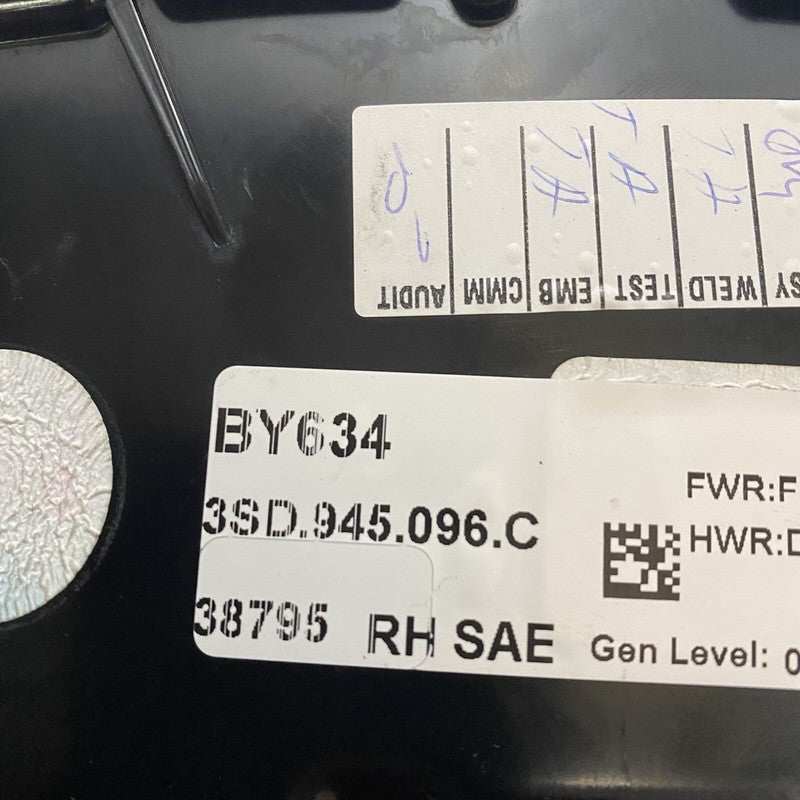 AUDIT CMM EMB TEST WELD
BY634
3SD.945.096.C
38795 RH SAE
FWR:F
HWR:D
Gen Level: 0